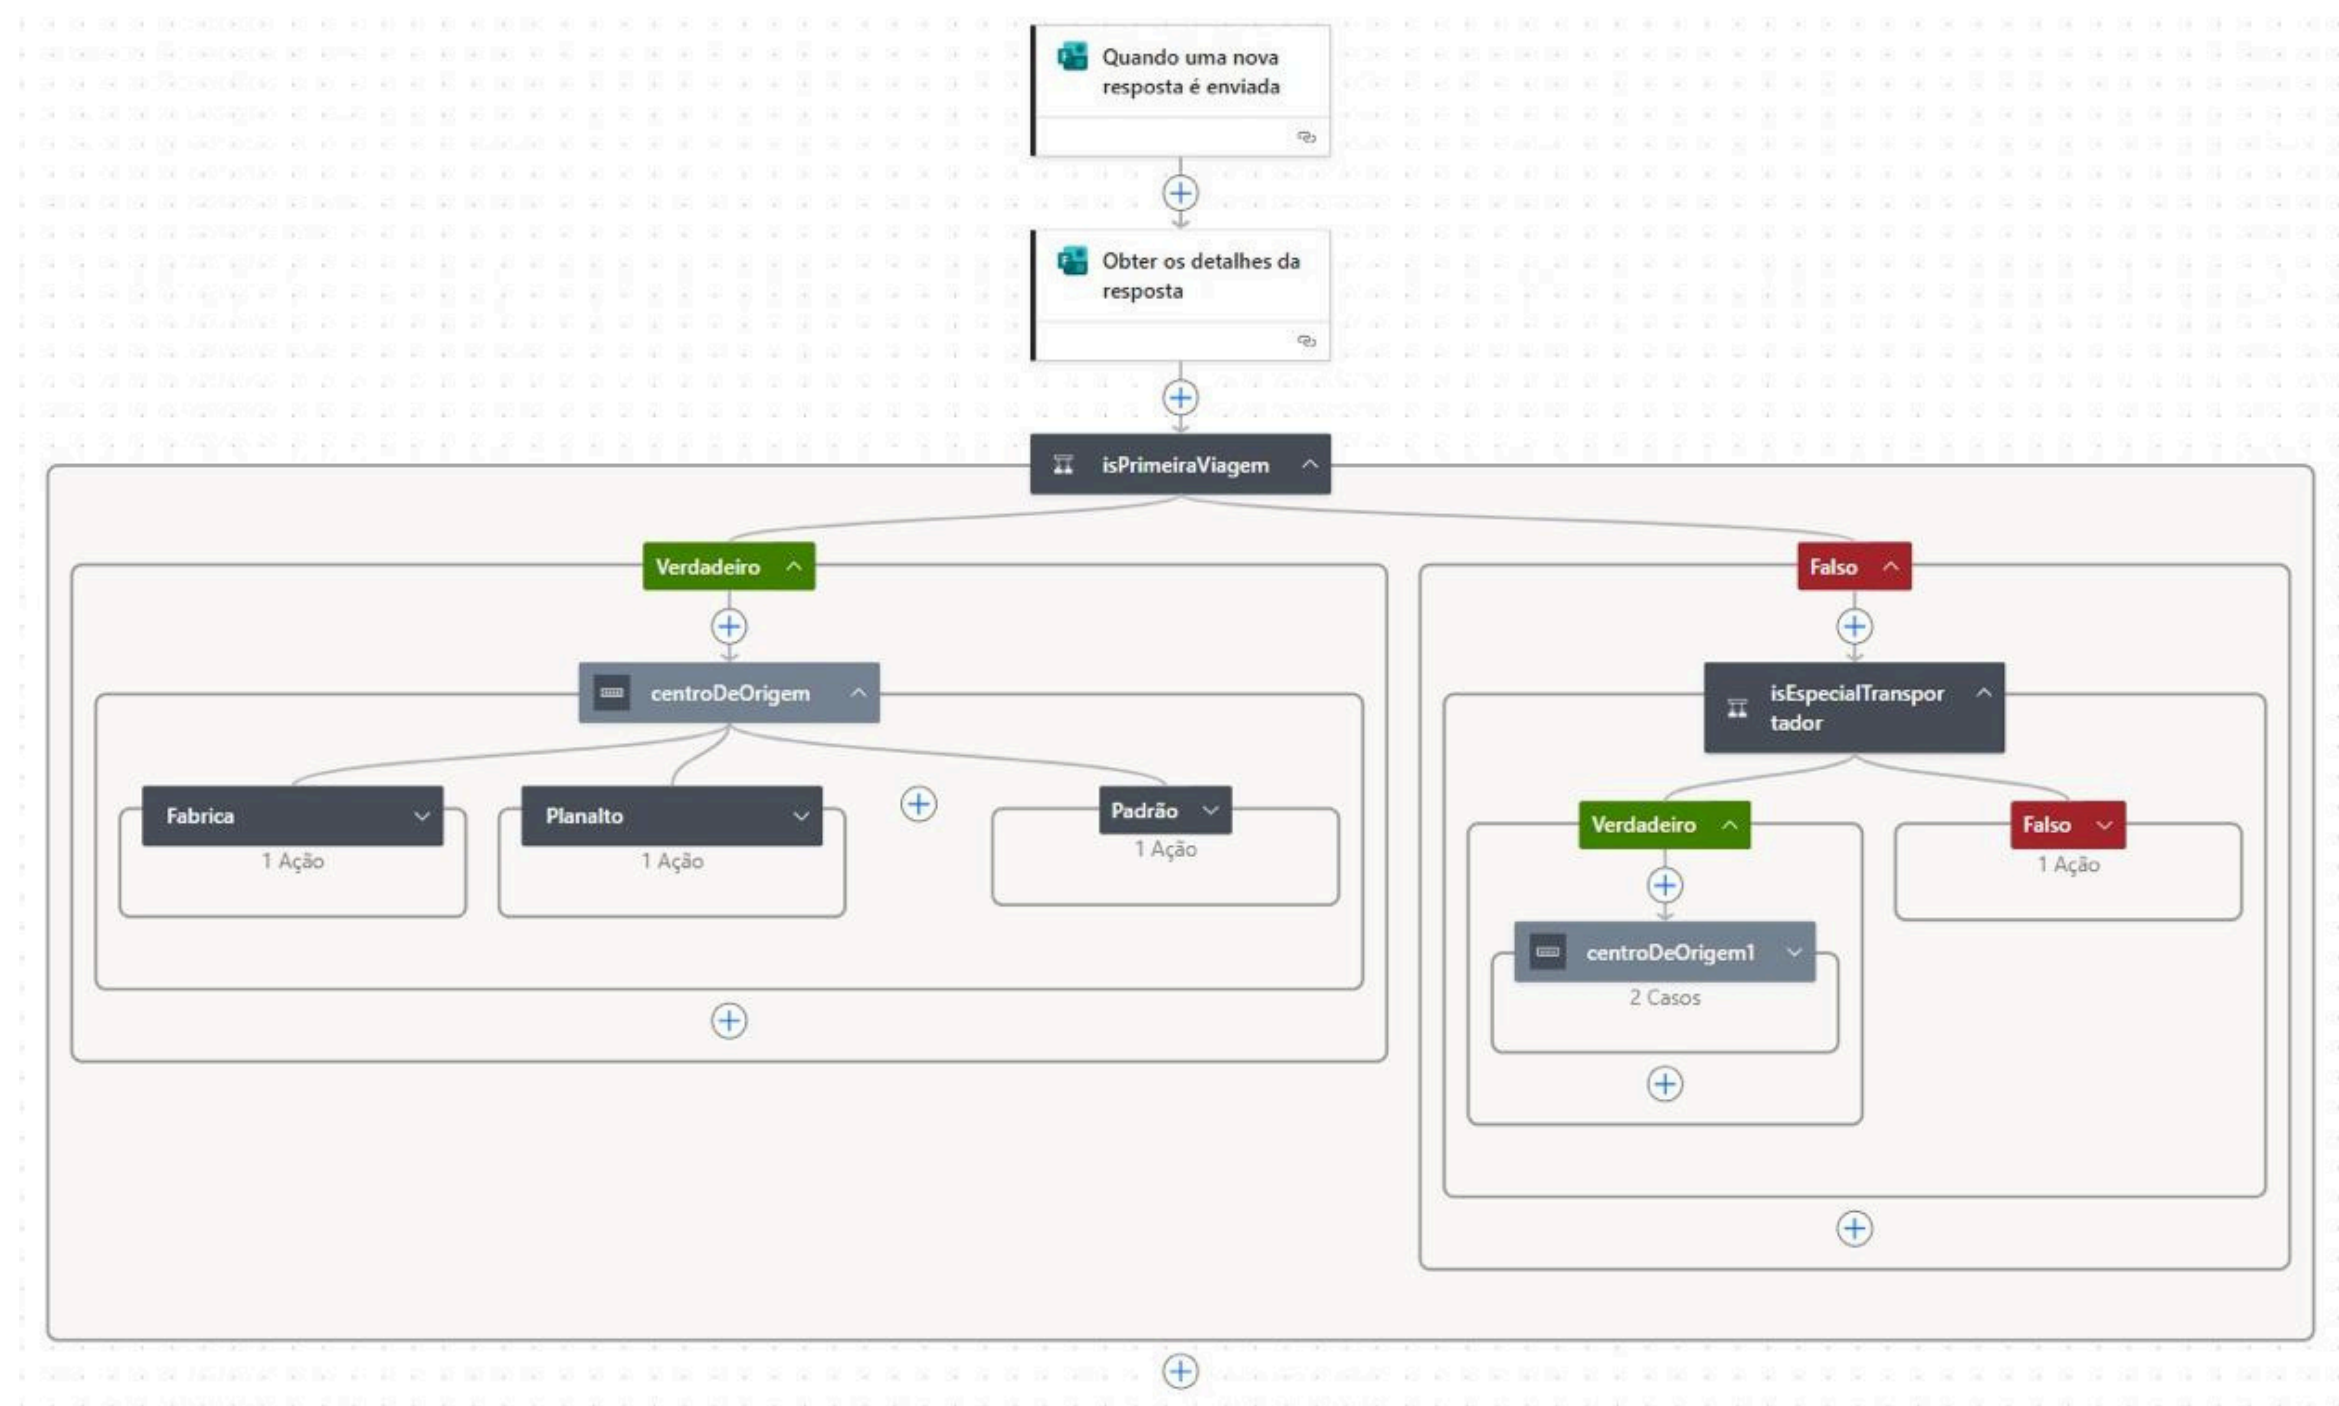 Quando uma nova
resposta é enviada
Obter os detalhes da
resposta
isPrimeiraViagem
Verdadeiro
Falso
centroDeOrigem
isEspecialTranspor
tador
Fabrica
Planalto
Padrão
Verdadeiro
Falso
1 Ação
1 Ação
1 Ação
1 Ação
centroDeOrigem1
2 Casos